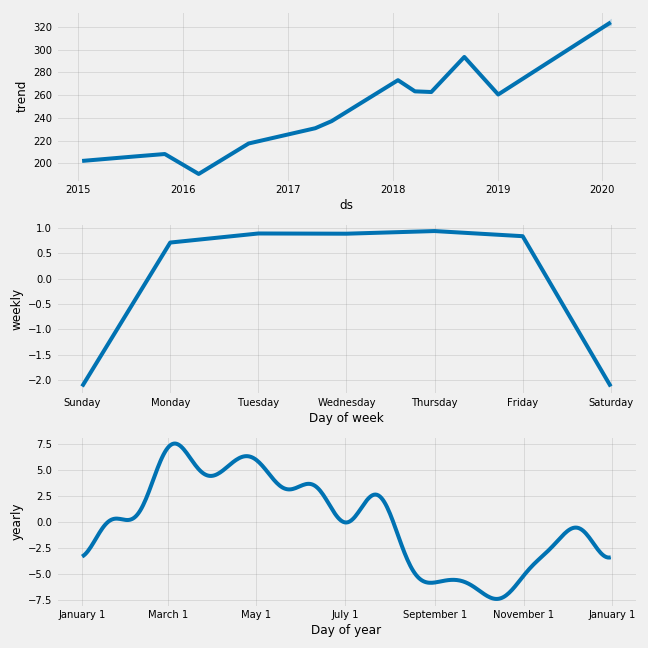 trend
320
300
280
260
240
220
200
2015 2016 2017 2018 2019 2020
ds
weekly
1.0
0.5
0.0
−0.5
−1.0
−1.5
−2.0
Sunday Monday Tuesday Wednesday Thursday Friday Saturday
Day of week
yearly
7.5
5.0
2.5
0.0
−2.5
−5.0
−7.5
January 1 March 1 May 1 July 1 September 1 November 1 January 1
Day of year